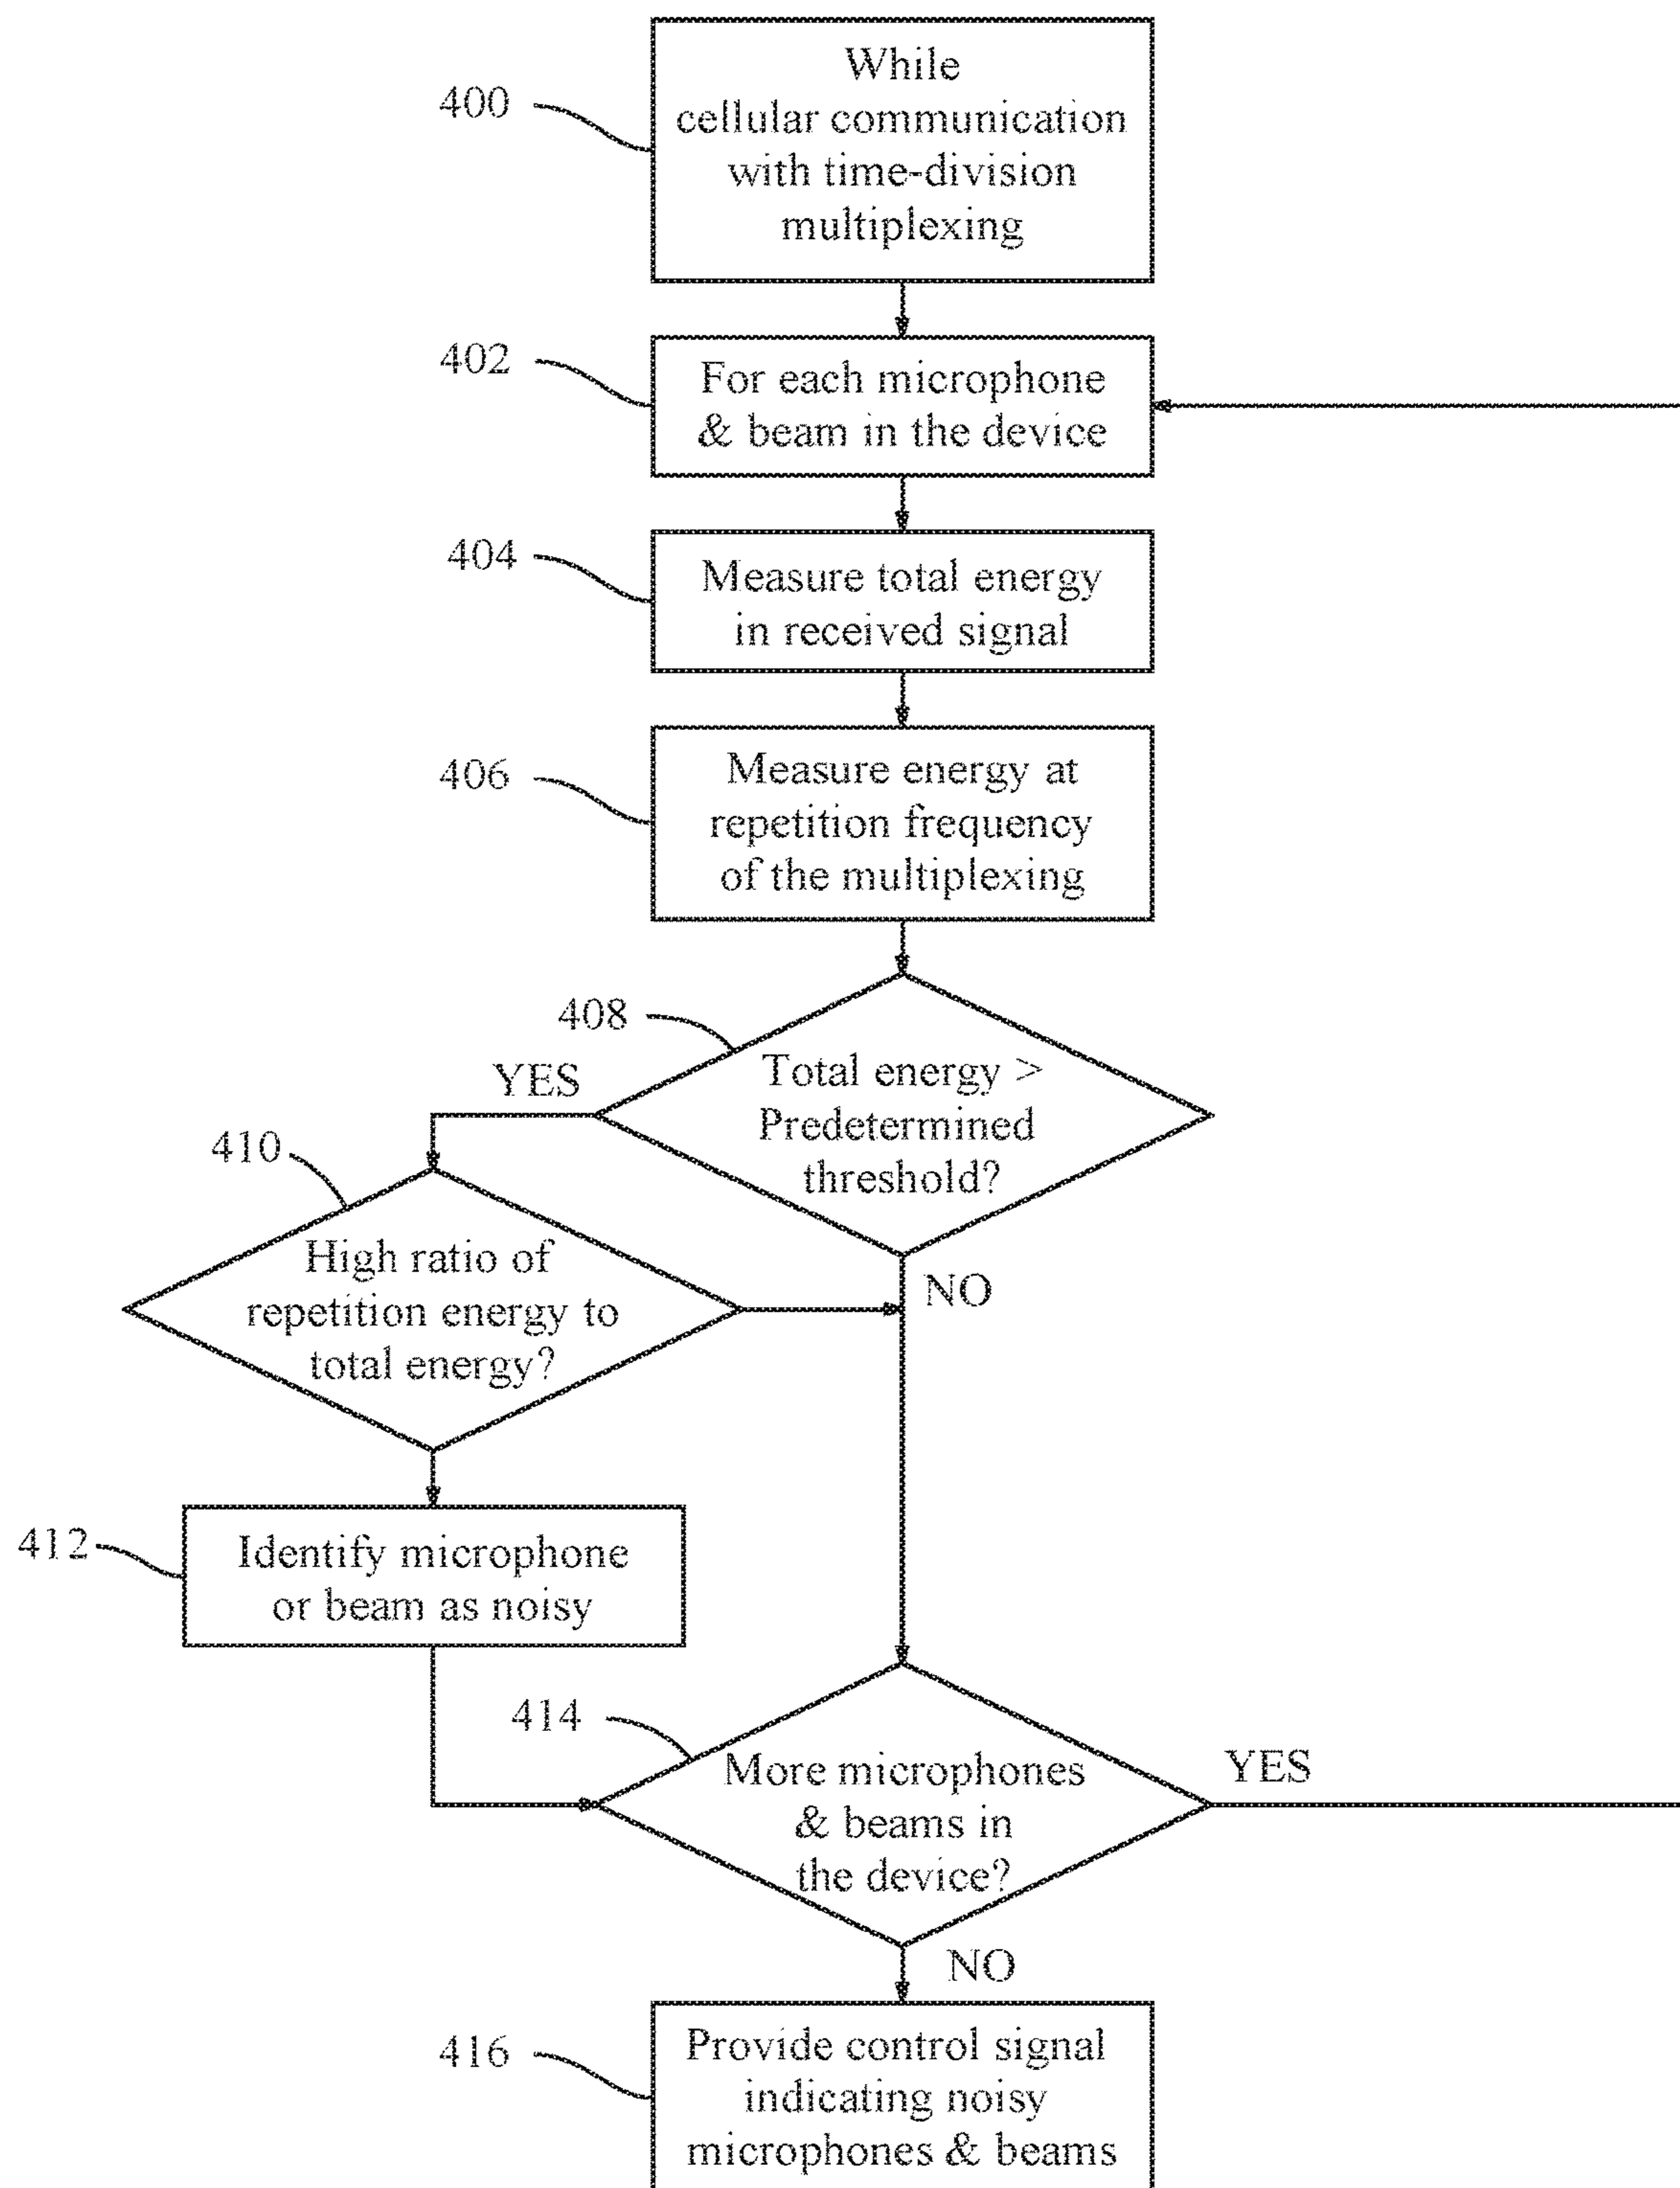 400
While
cellular communication
with time-division
multiplexing
402
For each microphone
& beam in the device
404
Measure total energy
in received signal
406
Measure energy at
repetition frequency
of the multiplexing
408
Total energy >
Predetermined
threshold?
YES
NO
410
High ratio of
repetition energy to
total energy?
412
Identify microphone
or beam as noisy
414
More microphones
& beams in
the device?
YES
NO
416
Provide control signal
indicating noisy
microphones & beams